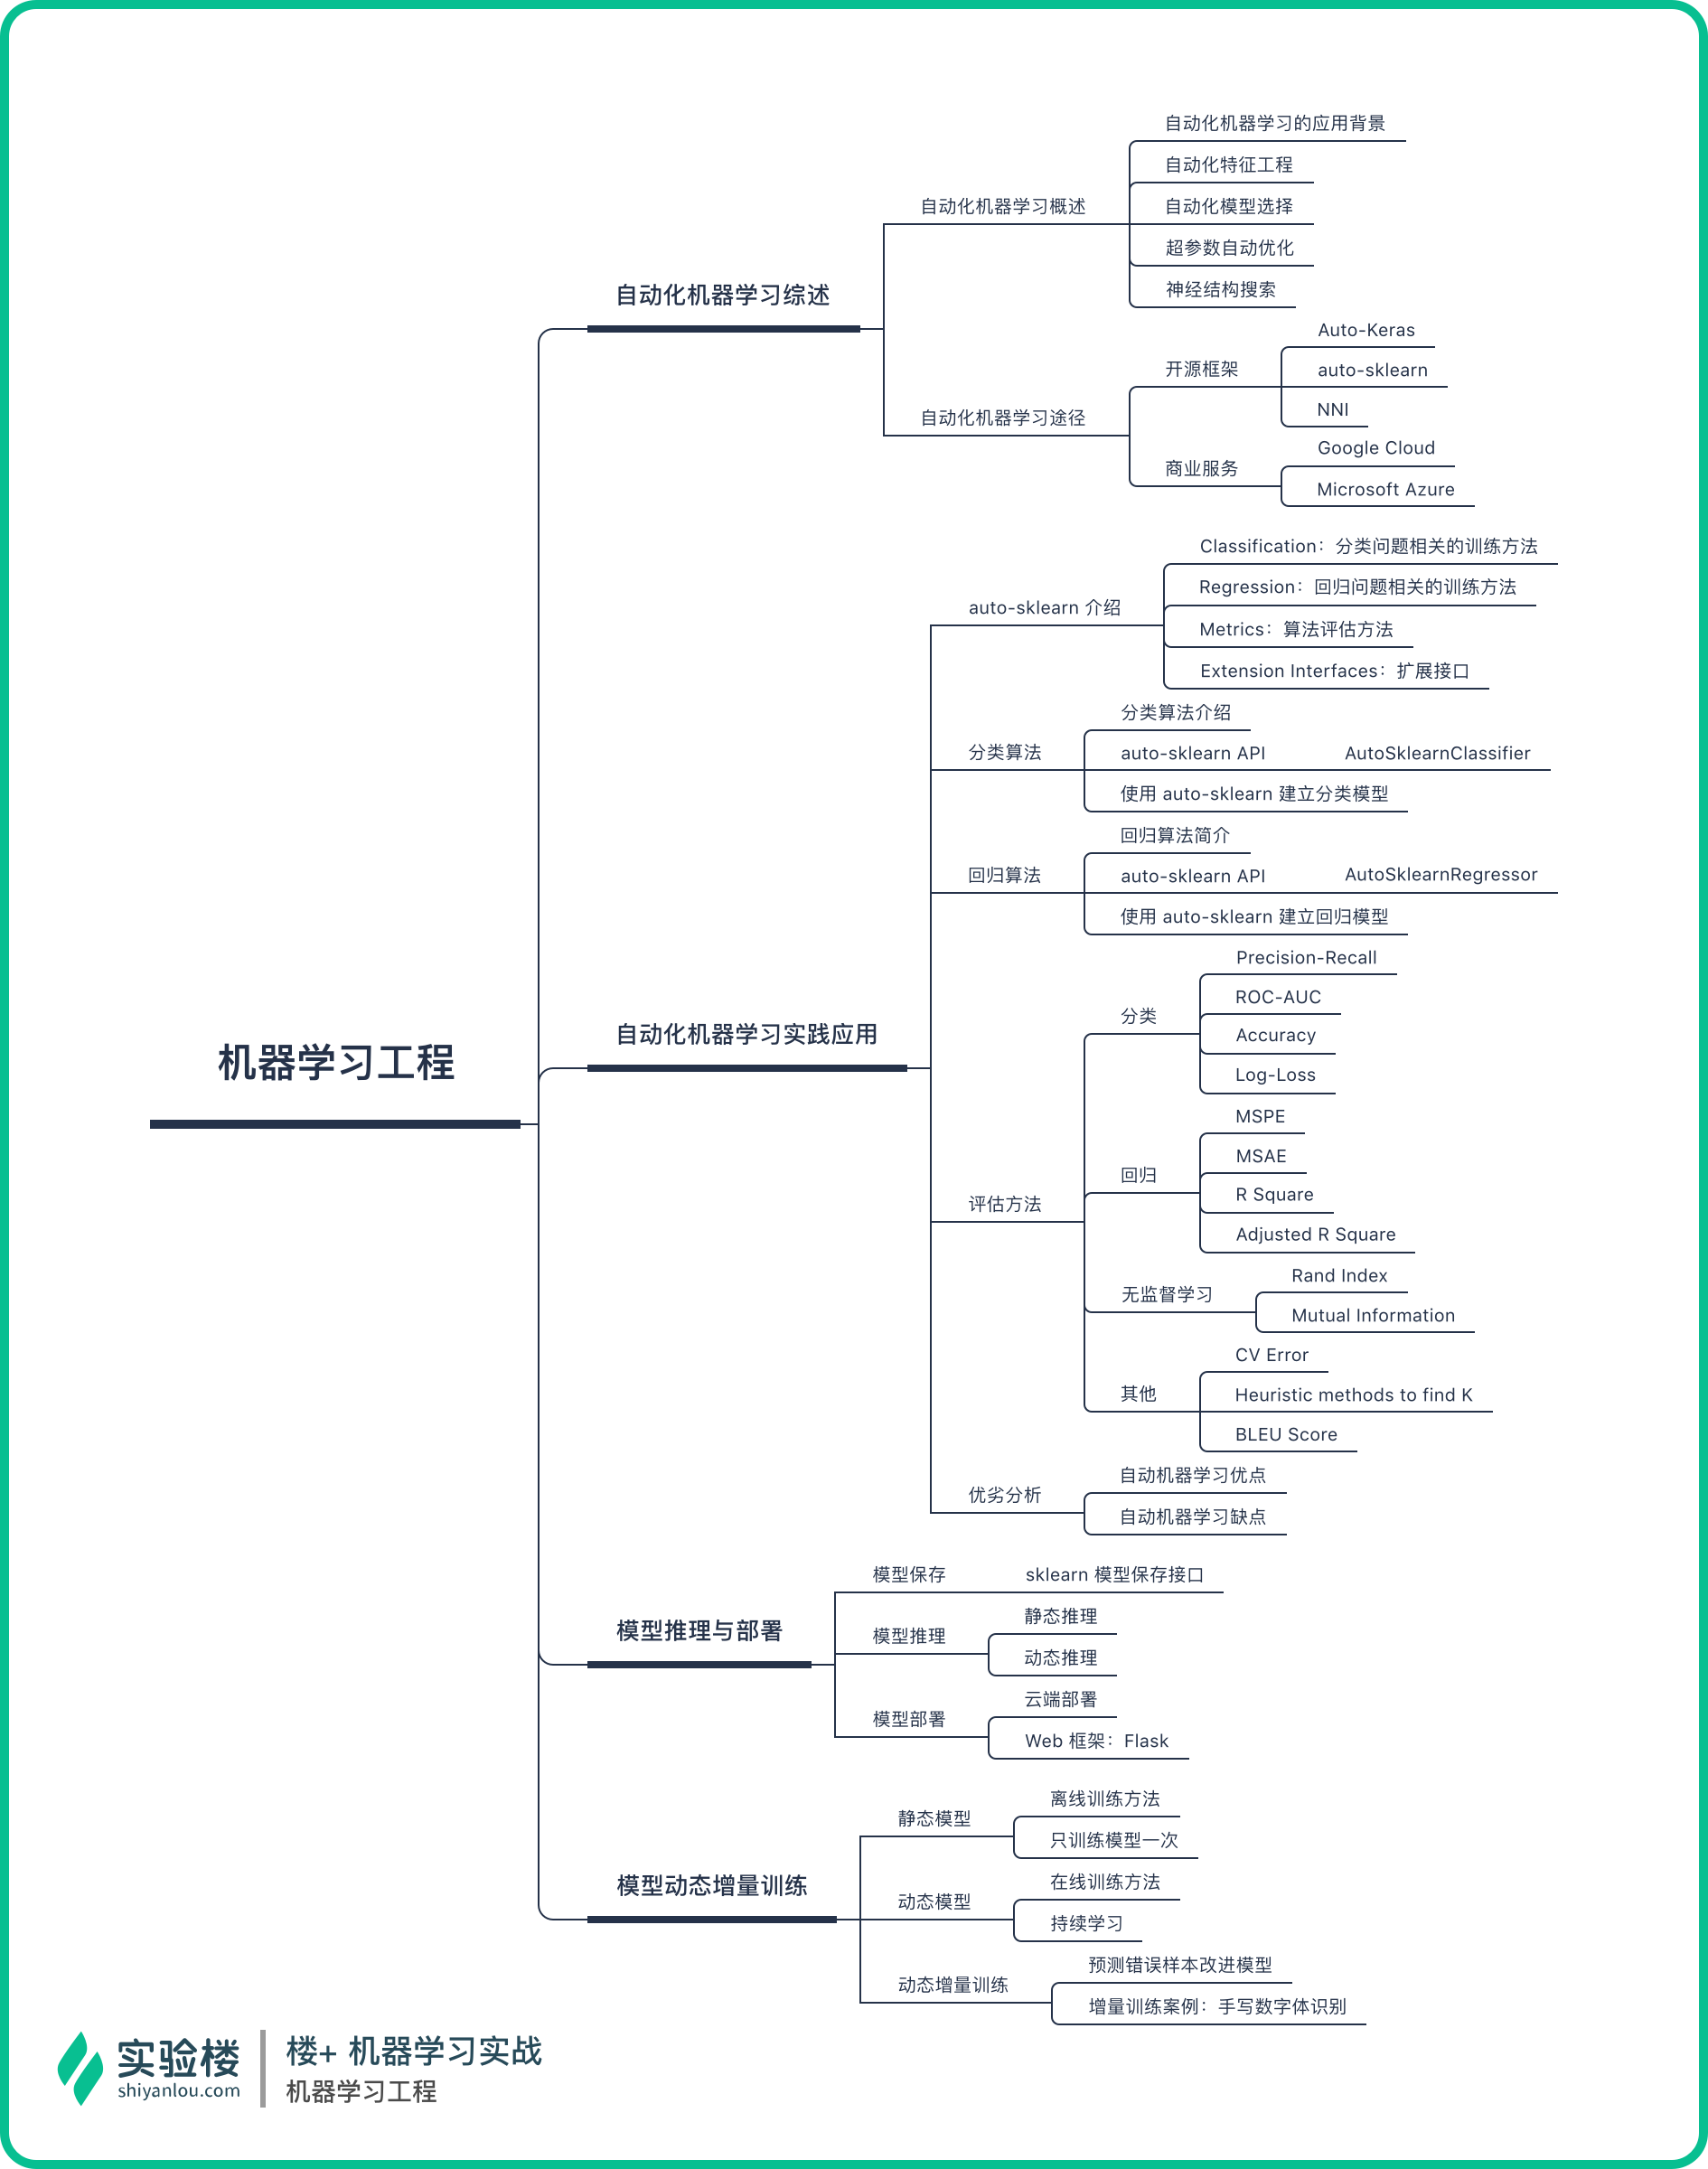 机器学习工程
自动化机器学习综述
自动化机器学习概述
自动化机器学习的应用背景
自动化特征工程
自动化模型选择
超参数自动优化
神经结构搜索
自动化机器学习途径
开源框架
Auto-Keras
auto-sklearn
NNI
商业服务
Google Cloud
Microsoft Azure
自动化机器学习实践应用
auto-sklearn 介绍
Classification：分类问题相关的训练方法
Regression：回归问题相关的训练方法
Metrics：算法评估方法
Extension Interfaces：扩展接口
分类算法
分类算法介绍
auto-sklearn API
AutoSklearnClassifier
使用 auto-sklearn 建立分类模型
回归算法
回归算法简介
auto-sklearn API
AutoSklearnRegressor
使用 auto-sklearn 建立回归模型
评估方法
分类
Precision-Recall
ROC-AUC
Accuracy
Log-Loss
回归
MSPE
MSAE
R Square
Adjusted R Square
无监督学习
Rand Index
Mutual Information
其他
CV Error
Heuristic methods to find K
BLEU Score
优劣分析
自动机器学习优点
自动机器学习缺点
模型推理与部署
模型保存
sklearn 模型保存接口
模型推理
静态推理
动态推理
模型部署
云端部署
Web 框架：Flask
模型动态增量训练
静态模型
离线训练方法
只训练模型一次
动态模型
在线训练方法
持续学习
动态增量训练
预测错误样本改进模型
增量训练案例：手写数字体识别
实验楼
shiyanlou.com
楼+ 机器学习实战
机器学习工程